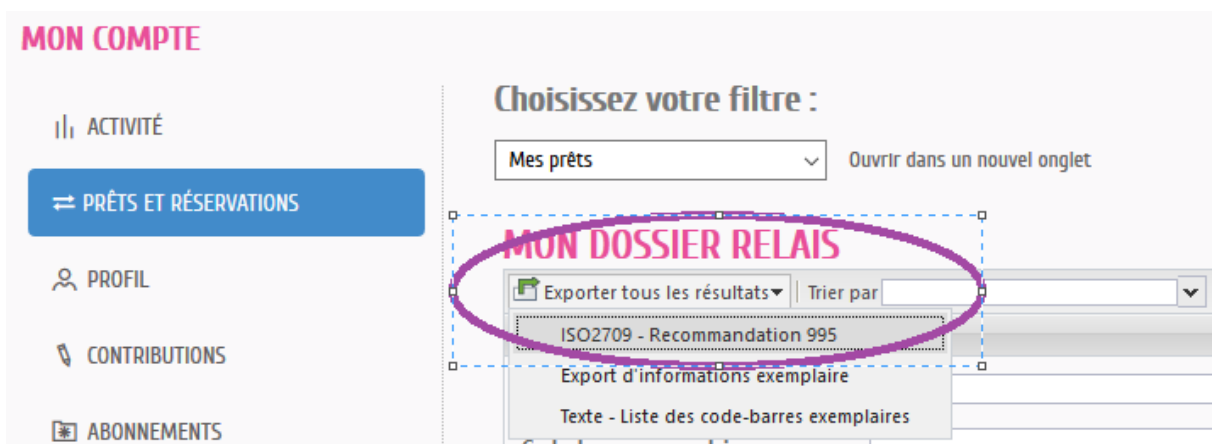 MON COMPTE
ACTIVITÉ
PRÊTS ET RÉSERVATIONS
PROFIL
CONTRIBUTIONS
ABONNEMENTS
Choisissez votre filtre :
Mes prêts
Ouvrir dans un nouvel onglet
MON DOSSIER RELAIS
Exporter tous les résultats
Trier par
ISO2709 - Recommandation 995
Export d'informations exemplaire
Texte - Liste des code-barres exemplaires